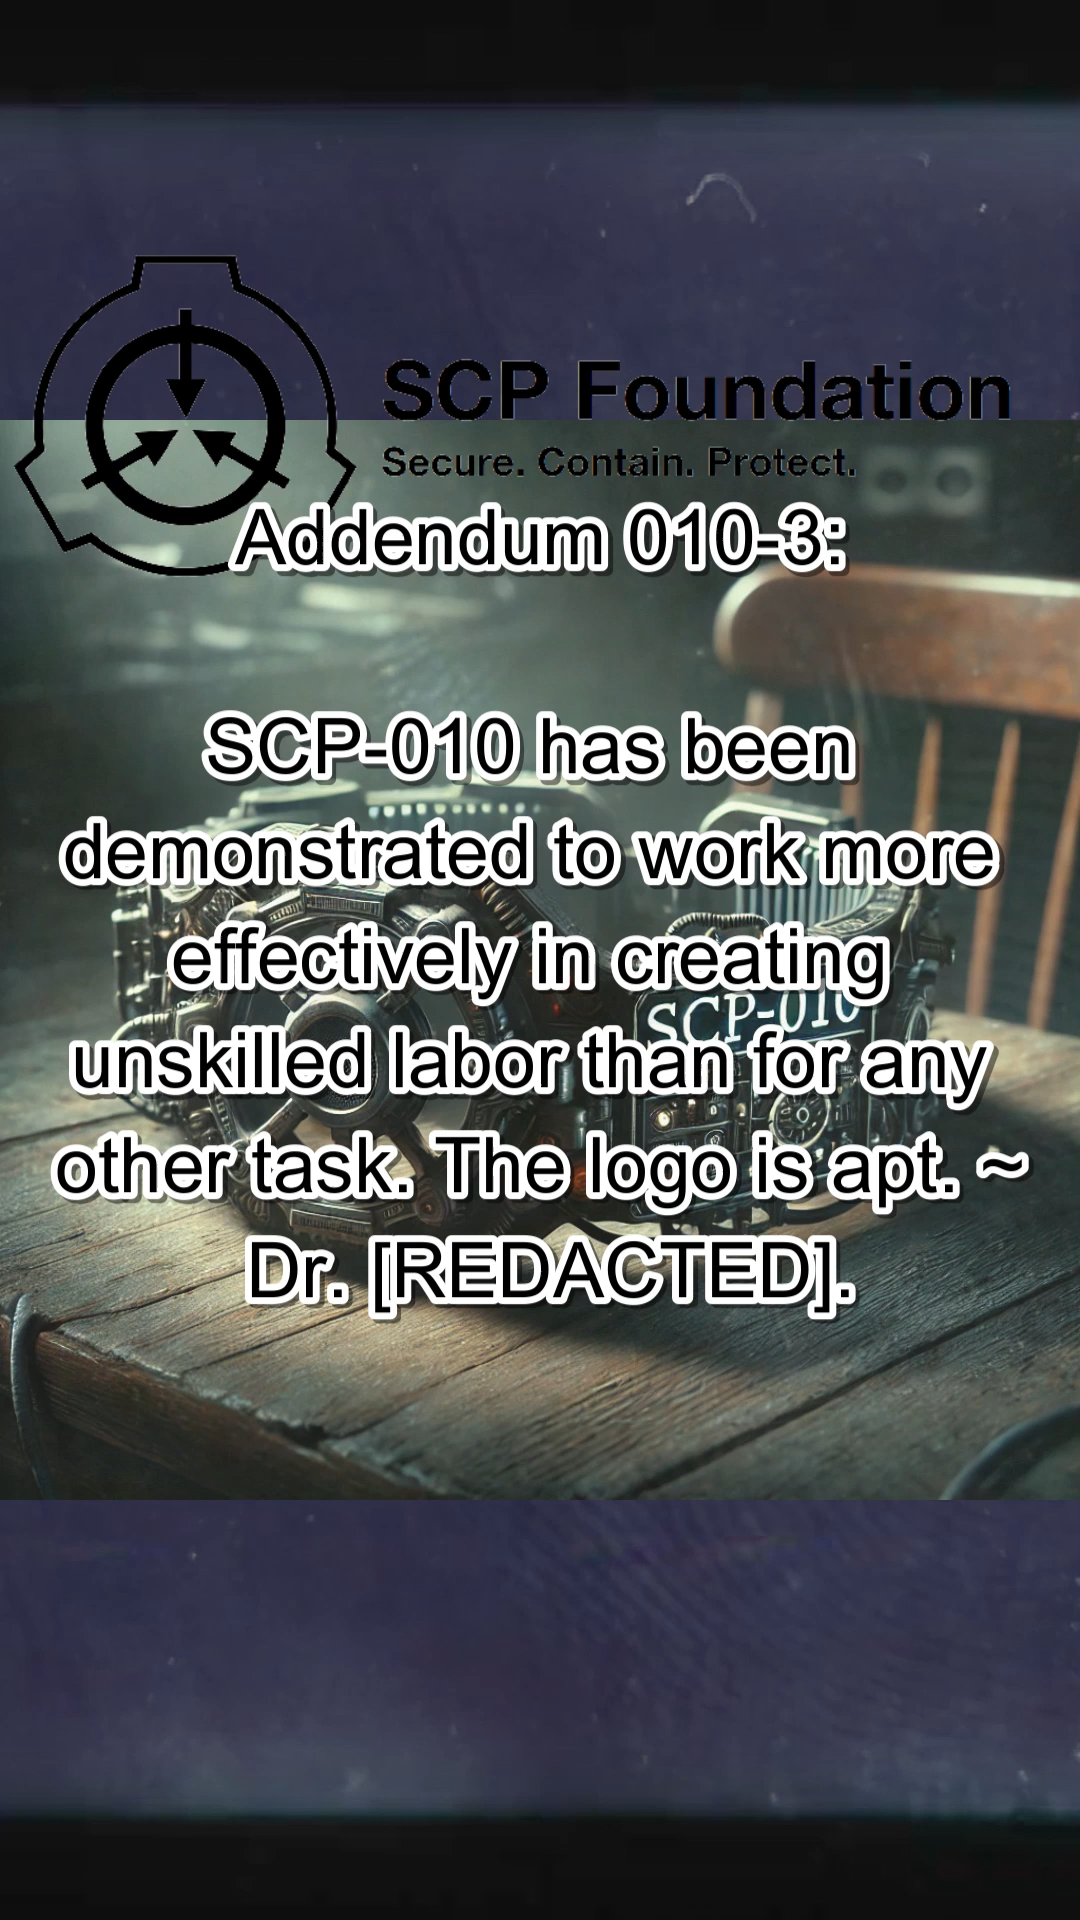 SCP Foundation
Secure. Contain. Protect.
Addendum 010-3:
SCP-010 has been
demonstrated to work more
effectively in creating
SCP-010
unskilled labor than for any
other task. The logo is apt. ~
Dr. [REDACTED].